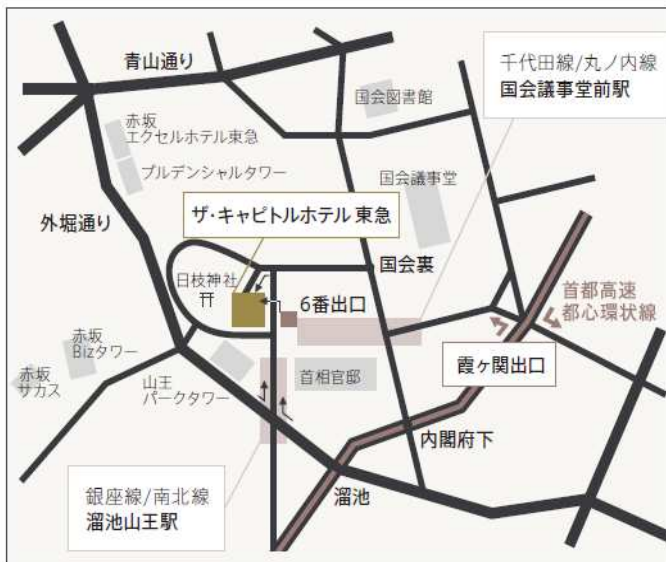 青山通り
千代田線/丸ノ内線
国会議事堂前駅
国会図書館
赤坂
エクセルホテル東急
プルデンシャルタワー
国会議事堂
ザ・キャピトルホテル 東急
外堀通り
国会裏
日枝神社
6番出口
首都高速
都心環状線
赤坂
Bizタワー
赤坂
サカス
山王
パークタワー
首相官邸
霞ヶ関出口
内閣府下
溜池
銀座線/南北線
溜池山王駅